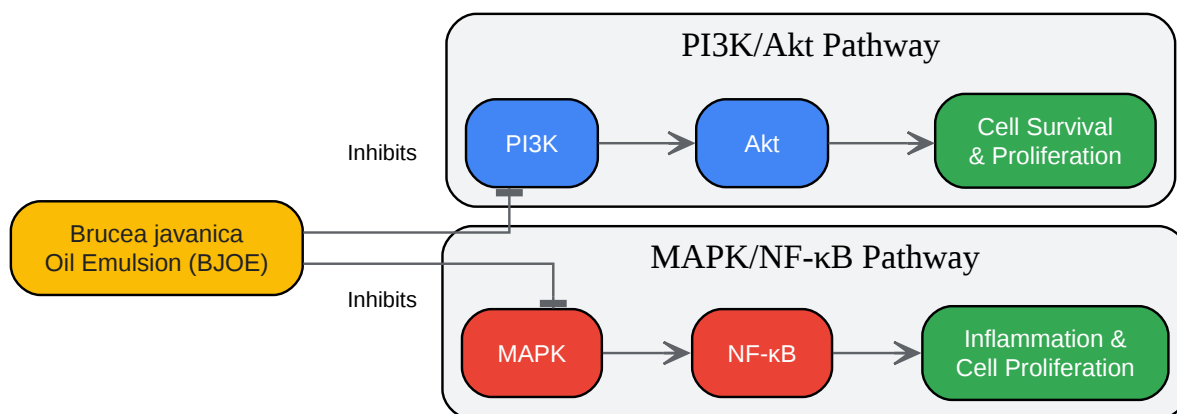 PI3K/Akt Pathway
PI3K
Akt
Cell Survival
& Proliferation
Inhibits
Brucea javanica
Oil Emulsion (BJOE)
Inhibits
MAPK/NF-κB Pathway
MAPK
NF-κB
Inflammation &
Cell Proliferation